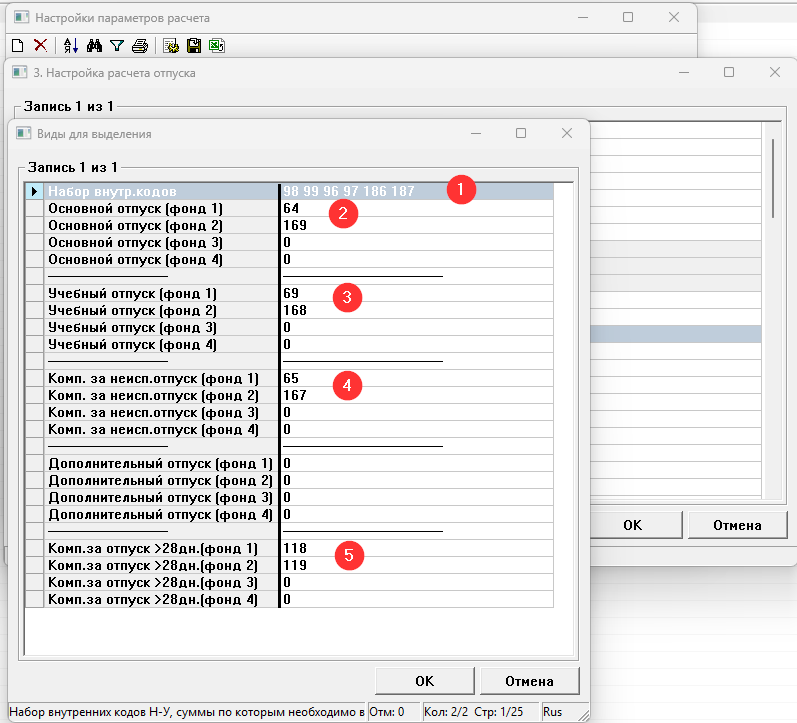 Настройки параметров расчета
3. Настройка расчета отпуска
Запись 1 из 1
Виды для выделения
Запись 1 из 1
Набор внутр.кодов 98 99 96 97 186 187 1
Основной отпуск (фонд 1) 64 2
Основной отпуск (фонд 2) 169
Основной отпуск (фонд 3) 0
Основной отпуск (фонд 4) 0
Учебный отпуск (фонд 1) 69 3
Учебный отпуск (фонд 2) 168
Учебный отпуск (фонд 3) 0
Учебный отпуск (фонд 4) 0
Комп. за неисп.отпуск (фонд 1) 65 4
Комп. за неисп.отпуск (фонд 2) 167
Комп. за неисп.отпуск (фонд 3) 0
Комп. за неисп.отпуск (фонд 4) 0
Дополнительный отпуск (фонд 1) 0
Дополнительный отпуск (фонд 2) 0
Дополнительный отпуск (фонд 3) 0
Дополнительный отпуск (фонд 4) 0
Комп.за отпуск >28дн.(фонд 1) 118 5
Комп.за отпуск >28дн.(фонд 2) 119
Комп.за отпуск >28дн.(фонд 3) 0
Комп.за отпуск >28дн.(фонд 4) 0
OK Отмена
OK Отмена
Набор внутренних кодов Н-У, суммы по которым необходимо в Отм: 0 Кол: 2/2 Стр: 1/25 Rus